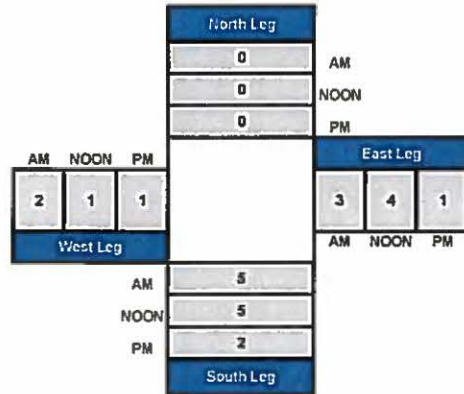 North Leg
0 AM
0 NOON
0 PM
AM NOON PM
East Leg
2 1 1
3 4 1
West Leg
AM NOON PM
AM 5
NOON 5
PM 2
South Leg